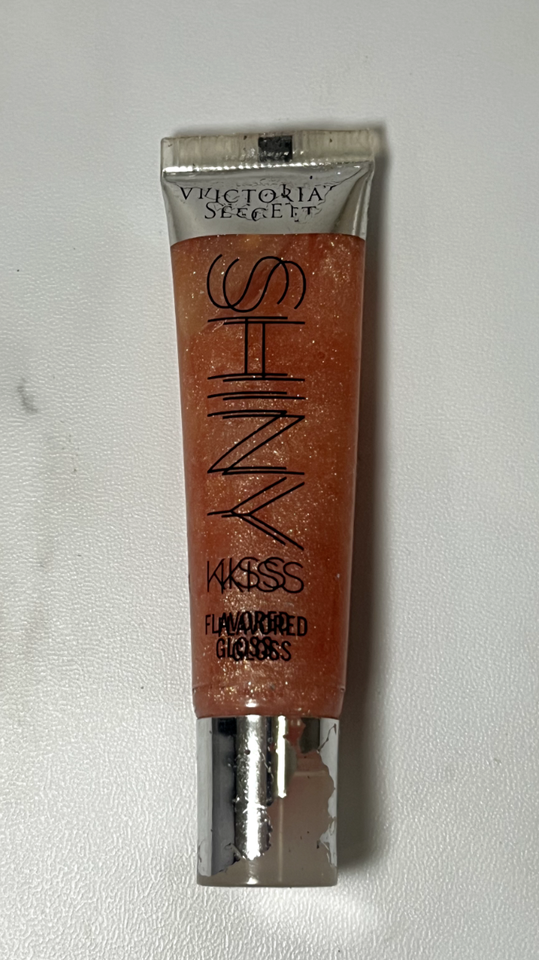 VICTORIA'S
SECRET
SHINY
KISS
FLAVORED
GLOSS